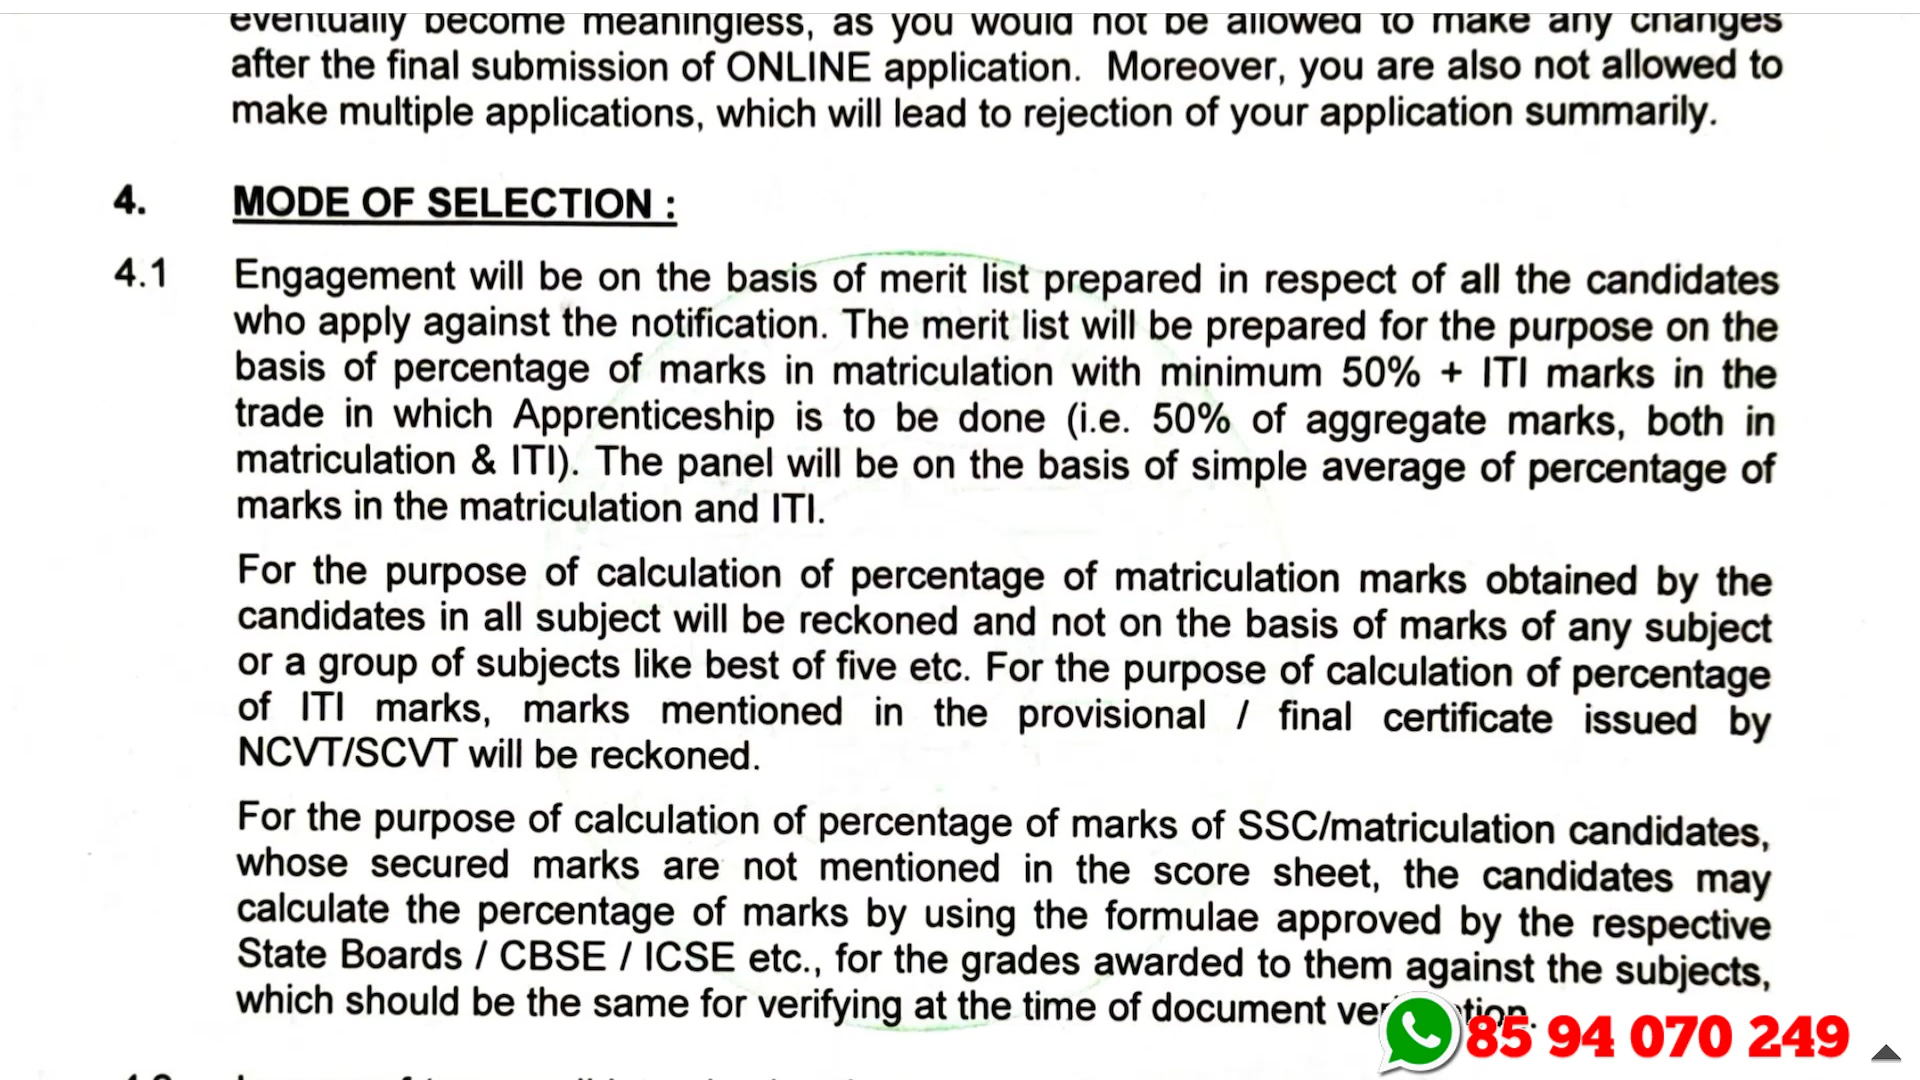 eventually become meaningless, as you would not be allowed to make any changes
after the final submission of ONLINE application. Moreover, you are also not allowed to
make multiple applications, which will lead to rejection of your application summarily.
4. MODE OF SELECTION :
4.1 Engagement will be on the basis of merit list prepared in respect of all the candidates
who apply against the notification. The merit list will be prepared for the purpose on the
basis of percentage of marks in matriculation with minimum 50% + ITI marks in the
trade in which Apprenticeship is to be done (i.e. 50% of aggregate marks, both in
matriculation & ITI). The panel will be on the basis of simple average of percentage of
marks in the matriculation and ITI.
For the purpose of calculation of percentage of matriculation marks obtained by the
candidates in all subject will be reckoned and not on the basis of marks of any subject
or a group of subjects like best of five etc. For the purpose of calculation of percentage
of ITI marks, marks mentioned in the provisional / final certificate issued by
NCVT/SCVT will be reckoned.
For the purpose of calculation of percentage of marks of SSC/matriculation candidates,
whose secured marks are not mentioned in the score sheet, the candidates may
calculate the percentage of marks by using the formulae approved by the respective
State Boards / CBSE / ICSE etc., for the grades awarded to them against the subjects,
which should be the same for verifying at the time of document
85 94 070 249